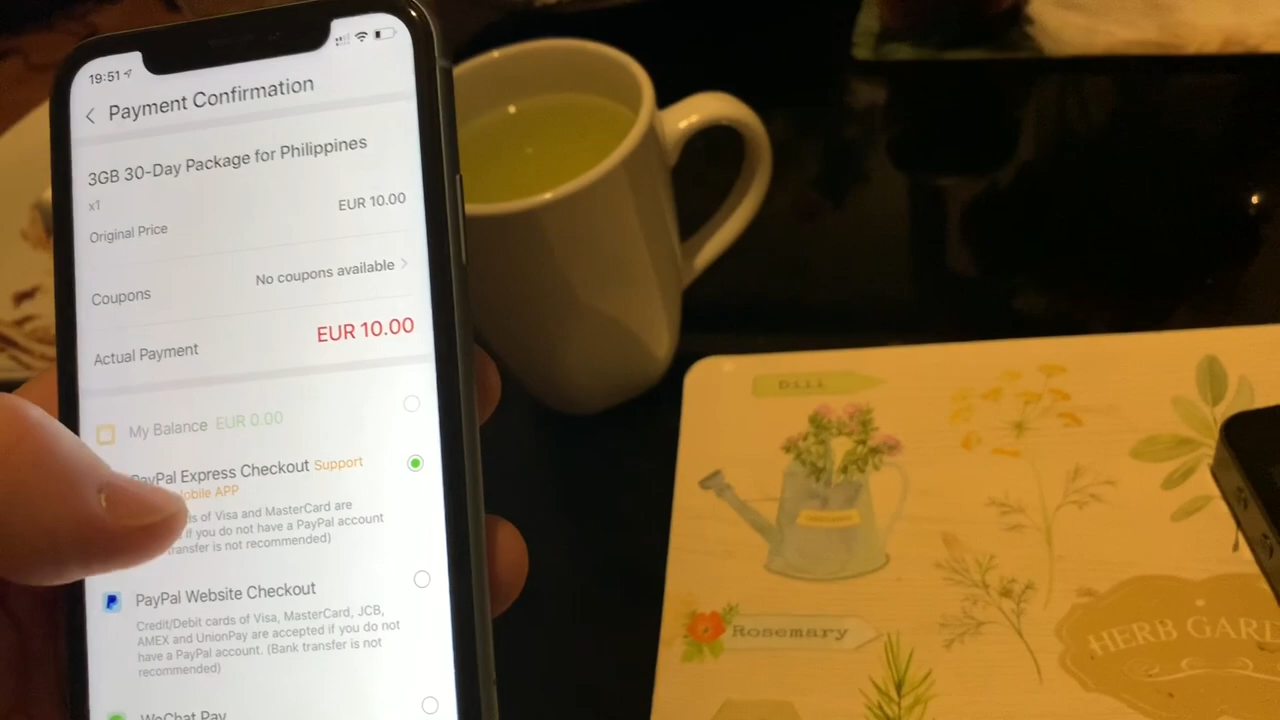 19:51
Payment Confirmation
3GB 30-Day Package for Philippines
x1
Original Price
EUR 10.00
Coupons
No coupons available
Actual Payment
EUR 10.00
My Balance EUR 0.00
PayPal Express Checkout Support
Mobile APP
of Visa and MasterCard are
if you do not have a PayPal account
transfer is not recommended)
PayPal Website Checkout
Credit/Debit cards of Visa, MasterCard, JCB,
AMEX and UnionPay are accepted if you do not
have a PayPal account. (Bank transfer is not
recommended)
WeChat Pay
Dill
Rosemary
HERB GARD